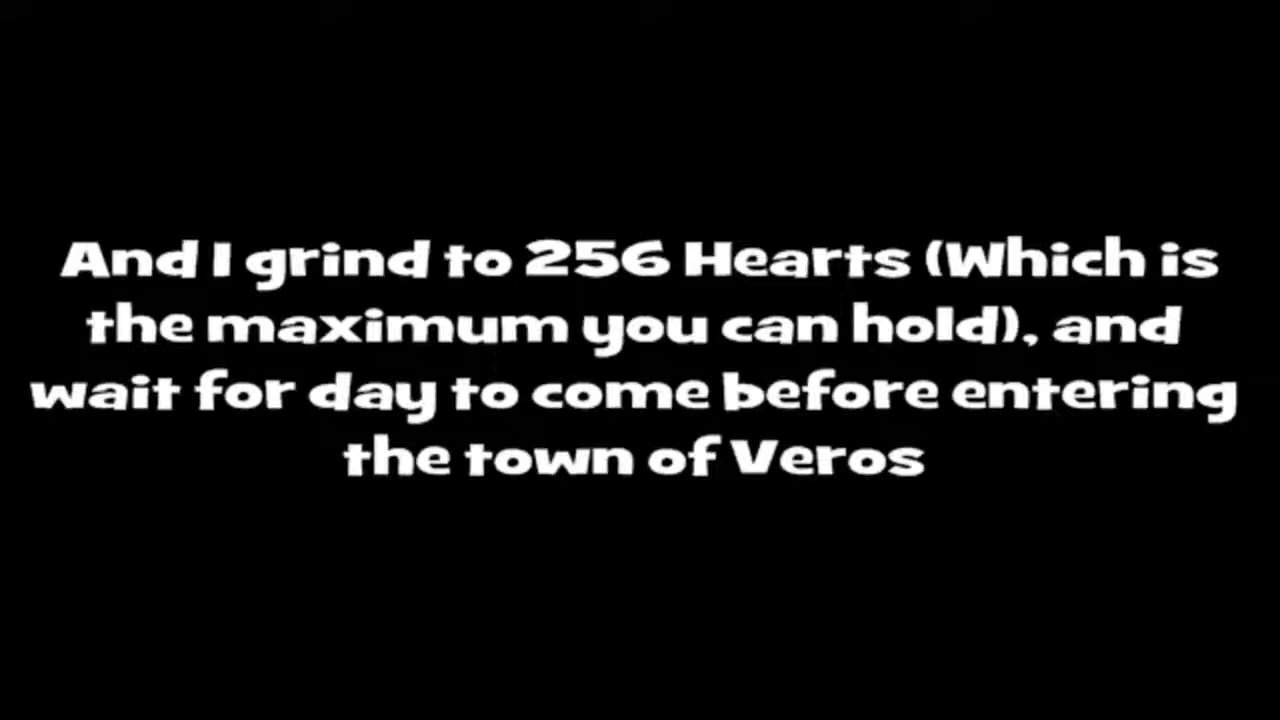 And I grind to 256 Hearts (Which is
the maximum you can hold), and
wait for day to come before entering
the town of Veros